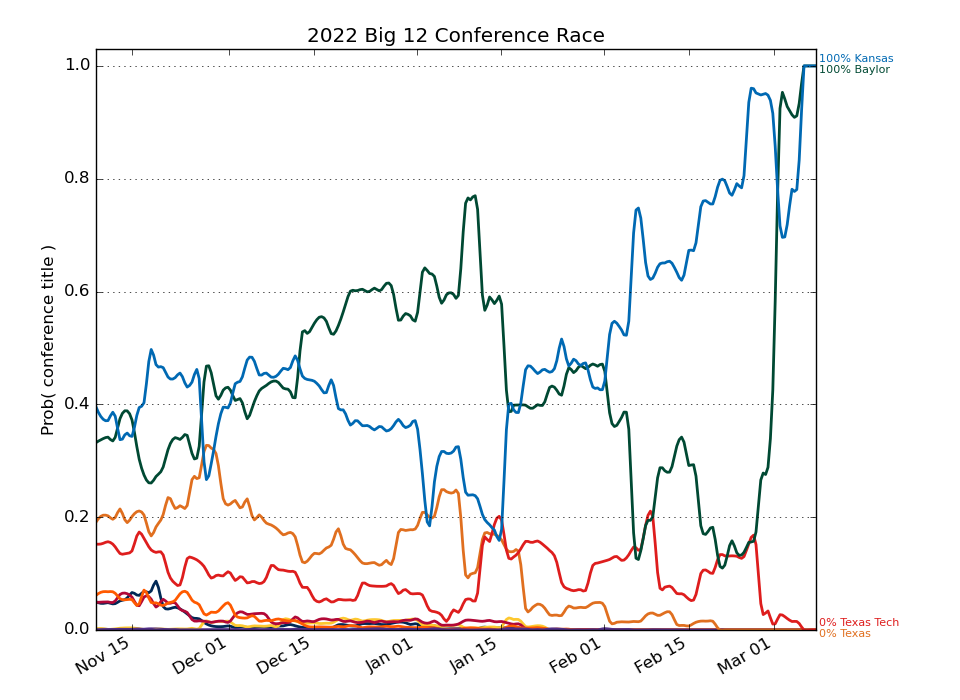 2022 Big 12 Conference Race
Prob( conference title )
1.0
0.8
0.6
0.4
0.2
0.0
Nov 15
Dec 01
Dec 15
Jan 01
Jan 15
Feb 01
Feb 15
Mar 01
100% Kansas
100% Baylor
0% Texas Tech
0% Texas